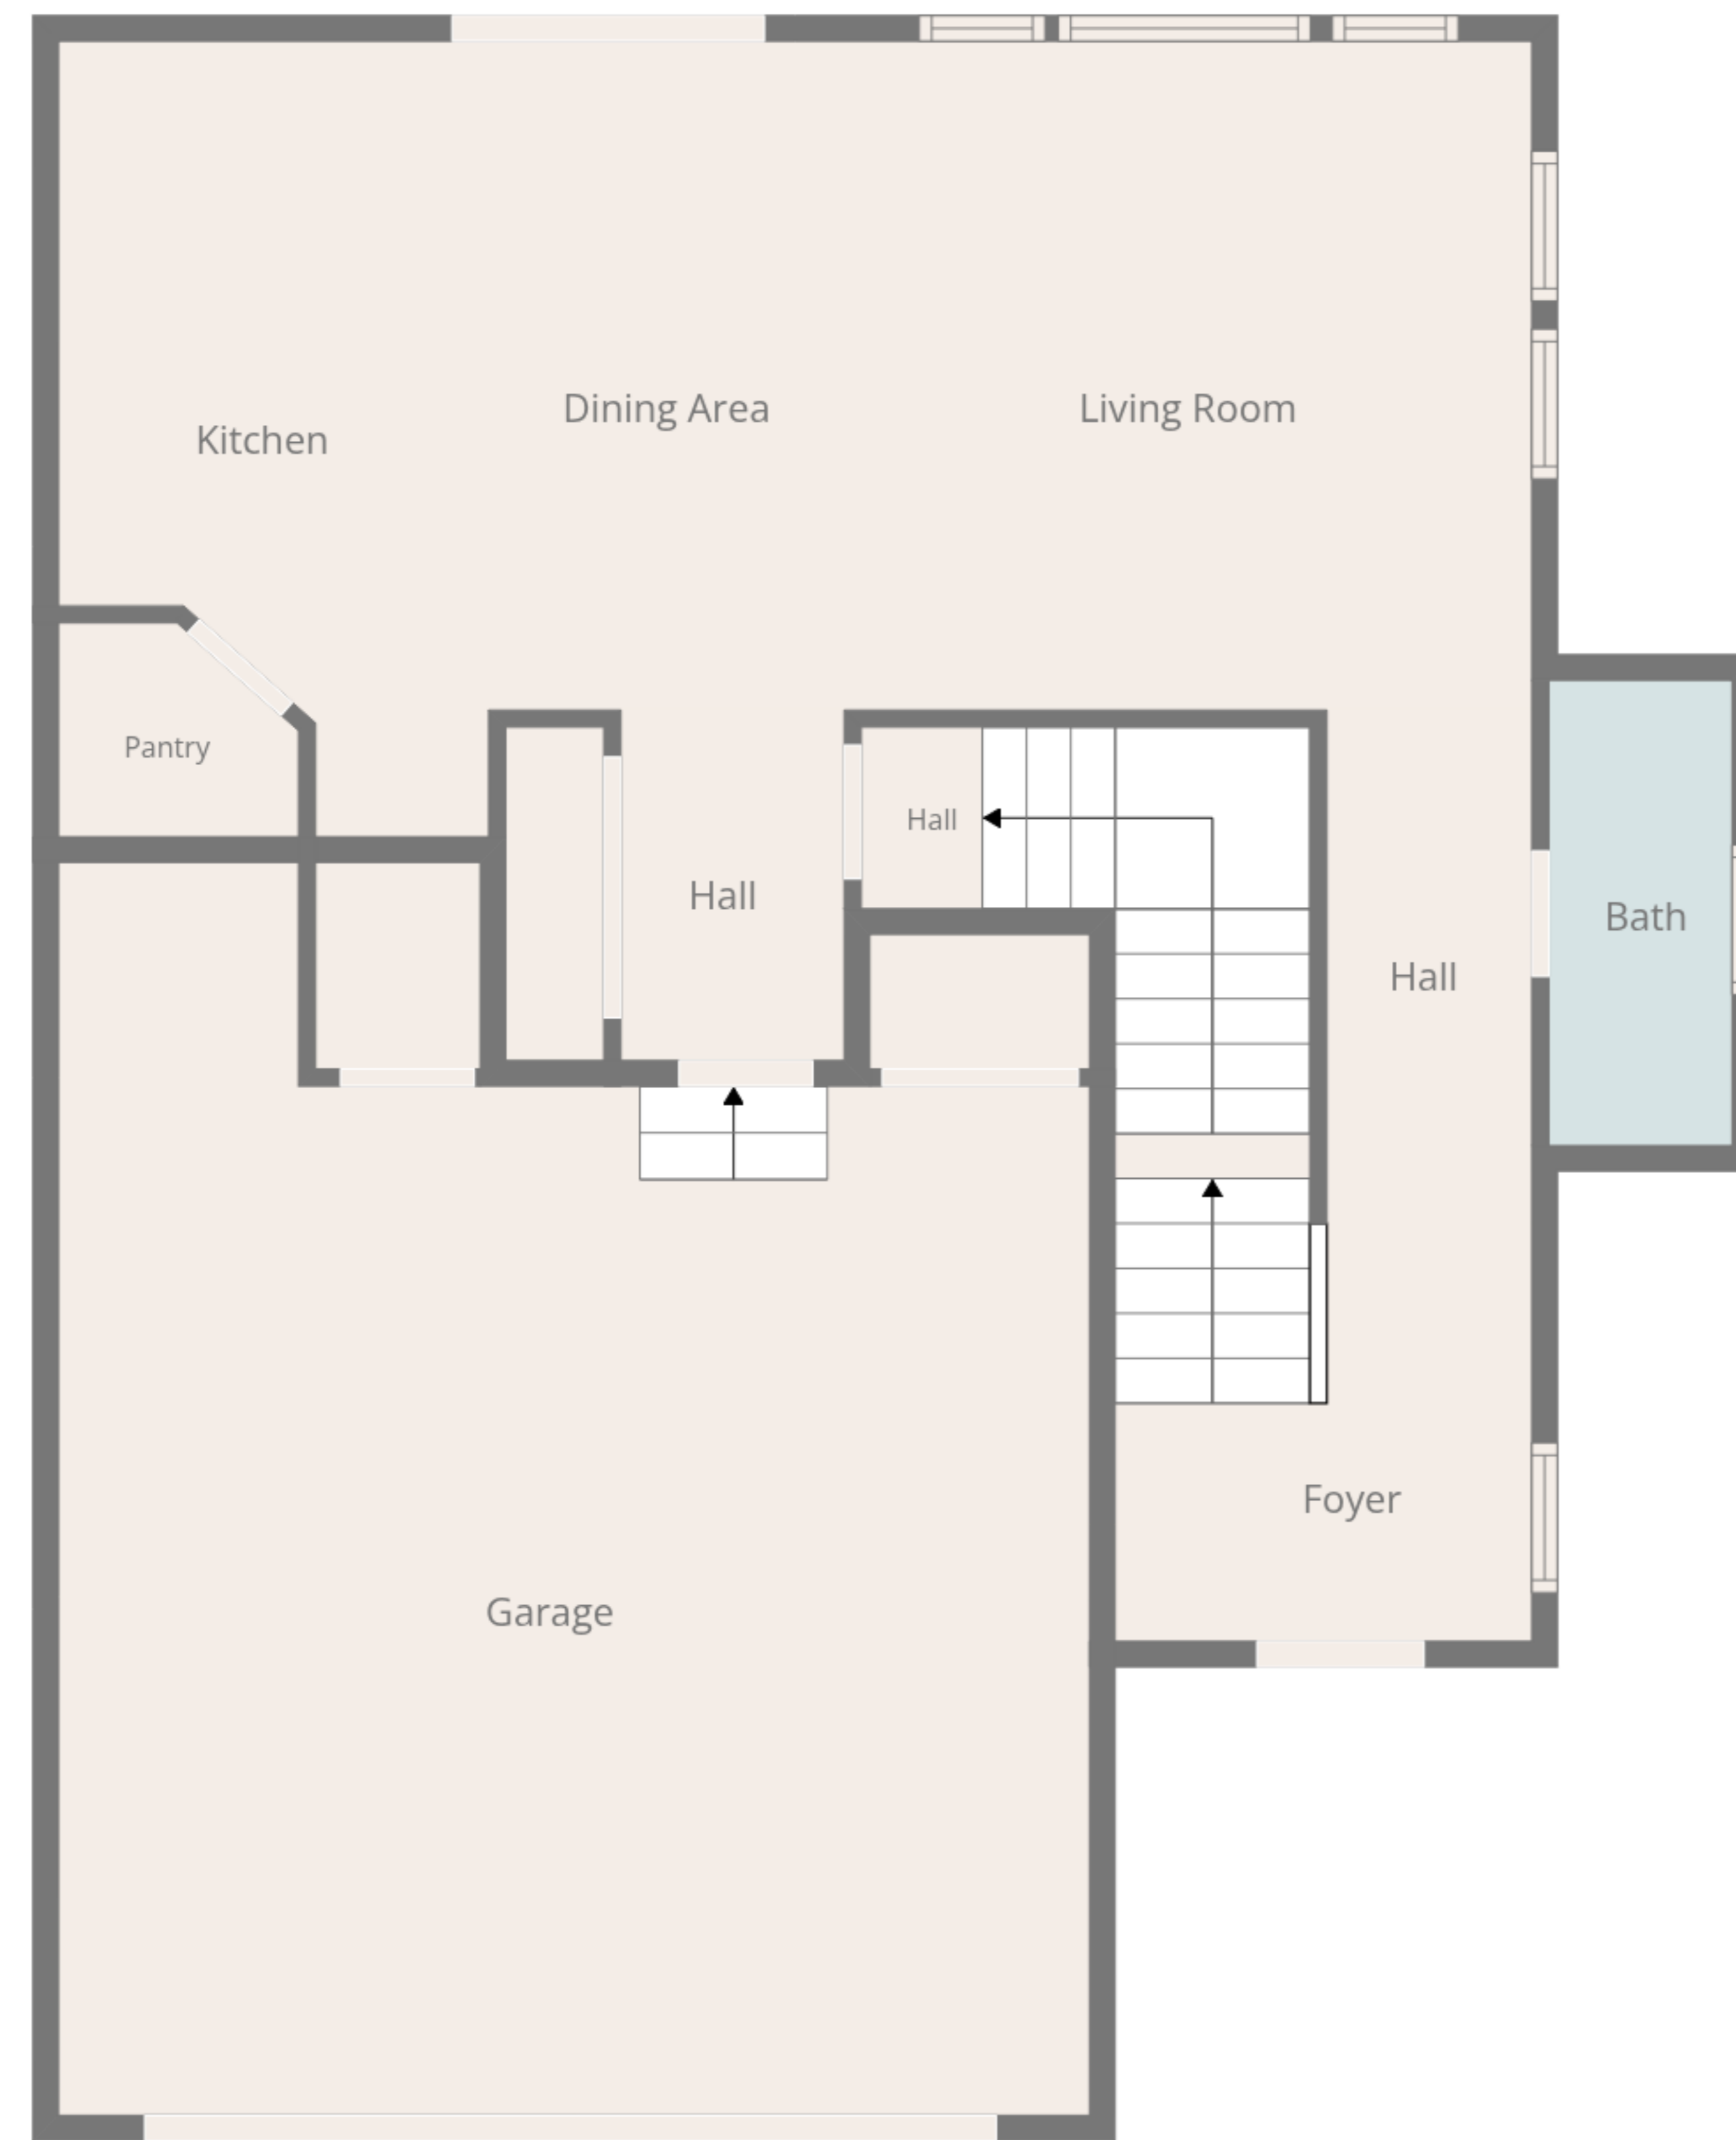 Dining Area
Living Room
Kitchen
Pantry
Hall
Hall
Bath
Hall
Foyer
Garage